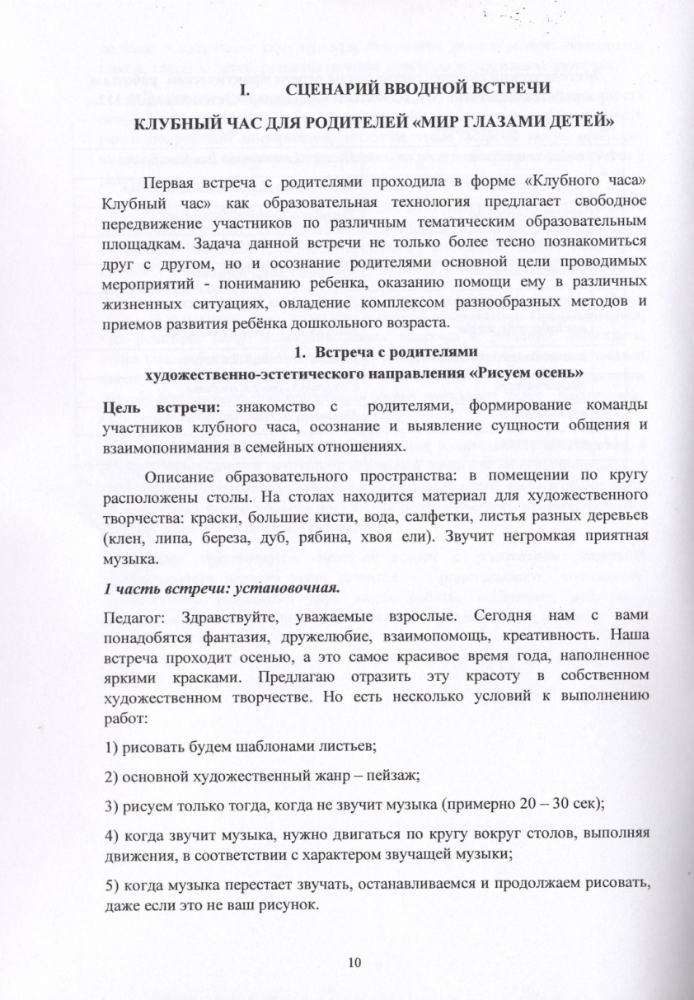 I. СЦЕНАРИЙ ВВОДНОЙ ВСТРЕЧИ
КЛУБНЫЙ ЧАС ДЛЯ РОДИТЕЛЕЙ «МИР ГЛАЗАМИ ДЕТЕЙ»
Первая встреча с родителями проходила в форме «Клубного часа»
Клубный час» как образовательная технология предлагает свободное
передвижение участников по различным тематическим образовательным
площадкам. Задача данной встречи не только более тесно познакомиться
друг с другом, но и осознание родителями основной цели проводимых
мероприятий - пониманию ребенка, оказанию помощи ему в различных
жизненных ситуациях, овладение комплексом разнообразных методов и
приемов развития ребёнка дошкольного возраста.
1. Встреча с родителями
художественно-эстетического направления «Рисуем осень»
Цель встречи: знакомство с родителями, формирование команды
участников клубного часа, осознание и выявление сущности общения и
взаимопонимания в семейных отношениях.
Описание образовательного пространства: в помещении по кругу
расположены столы. На столах находится материал для художественного
творчества: краски, большие кисти, вода, салфетки, листья разных деревьев
(клен, липа, береза, дуб, рябина, хвоя ели). Звучит негромкая приятная
музыка.
1 часть встречи: установочная.
Педагог: Здравствуйте, уважаемые взрослые. Сегодня нам с вами
понадобятся фантазия, дружелюбие, взаимопомощь, креативность. Наша
встреча проходит осенью, а это самое красивое время года, наполненное
яркими красками. Предлагаю отразить эту красоту в собственном
художественном творчестве. Но есть несколько условий к выполнению
работ:
1) рисовать будем шаблонами листьев;
2) основной художественный жанр – пейзаж;
3) рисуем только тогда, когда не звучит музыка (примерно 20 – 30 сек);
4) когда звучит музыка, нужно двигаться по кругу вокруг столов, выполняя
движения, в соответствии с характером звучащей музыки;
5) когда музыка перестает звучать, останавливаемся и продолжаем рисовать,
даже если это не ваш рисунок.
10